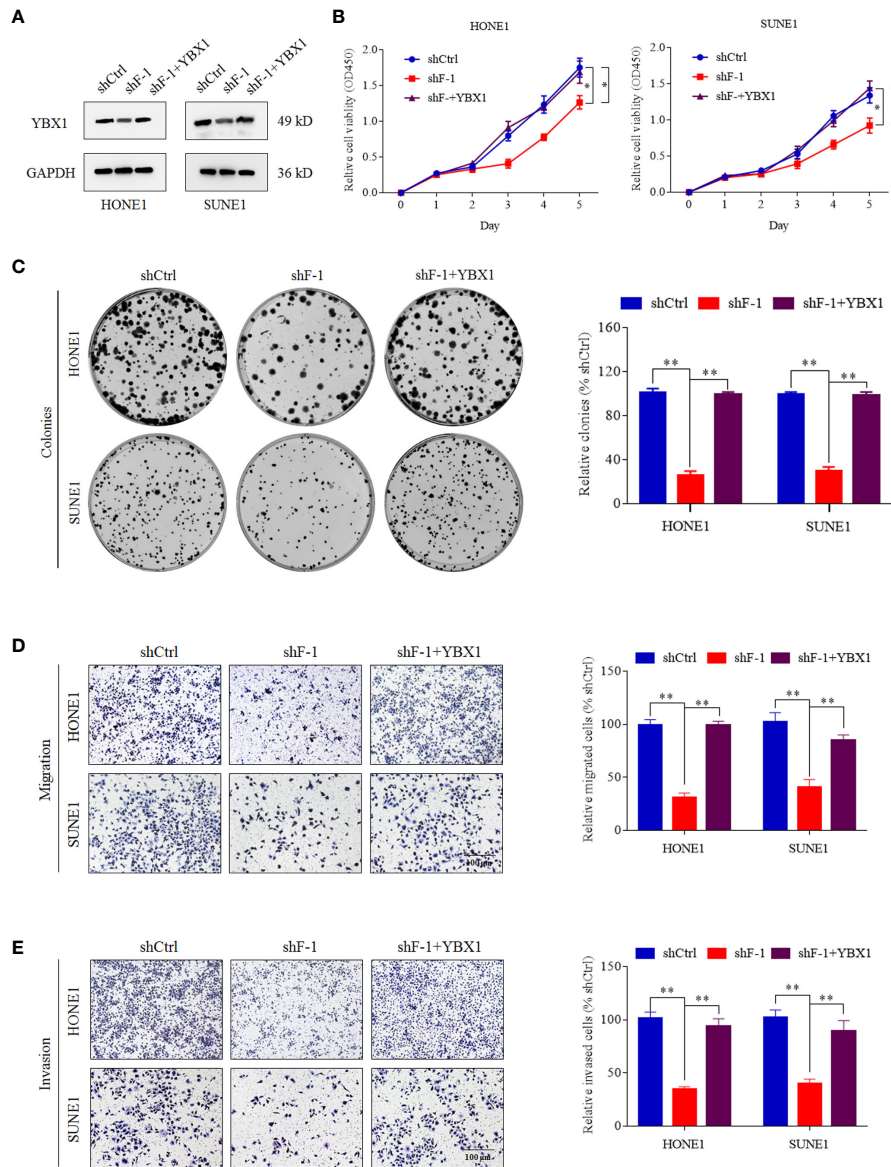 A
shCtrl
shF-1
shF-1+YBX1
shCtrl
shF-1
shF-1+YBX1
YBX1
49 kD
GAPDH
36 kD
HONE1
SUNE1
B
HONE1
Reltive cell viability (OD450)
2.0
1.5
1.0
0.5
0.0
shCtrl
shF-1
shF-+YBX1
*
*
0 1 2 3 4 5
Day
SUNE1
Reltive cell viability (OD450)
2.0
1.5
1.0
0.5
0.0
shCtrl
shF-1
shF-+YBX1
*
0 1 2 3 4 5
Day
C
shCtrl shF-1 shF-1+YBX1
Colonies
HONE1
SUNE1
shCtrl shF-1 shF-1+YBX1
Relative clonies (% shCtrl)
160
120
80
40
0
** ** ** **
HONE1 SUNE1
D
shCtrl shF-1 shF-1+YBX1
Migration
HONE1
SUNE1
100 μm
shCtrl shF-1 shF-1+YBX1
Relative migrated cells (% shCtrl)
150
100
50
0
** ** ** **
HONE1 SUNE1
E
shCtrl shF-1 shF-1+YBX1
Invasion
HONE1
SUNE1
100 μm
shCtrl shF-1 shF-1+YBX1
Relative invased cells (% shCtrl)
150
100
50
0
** ** ** **
HONE1 SUNE1